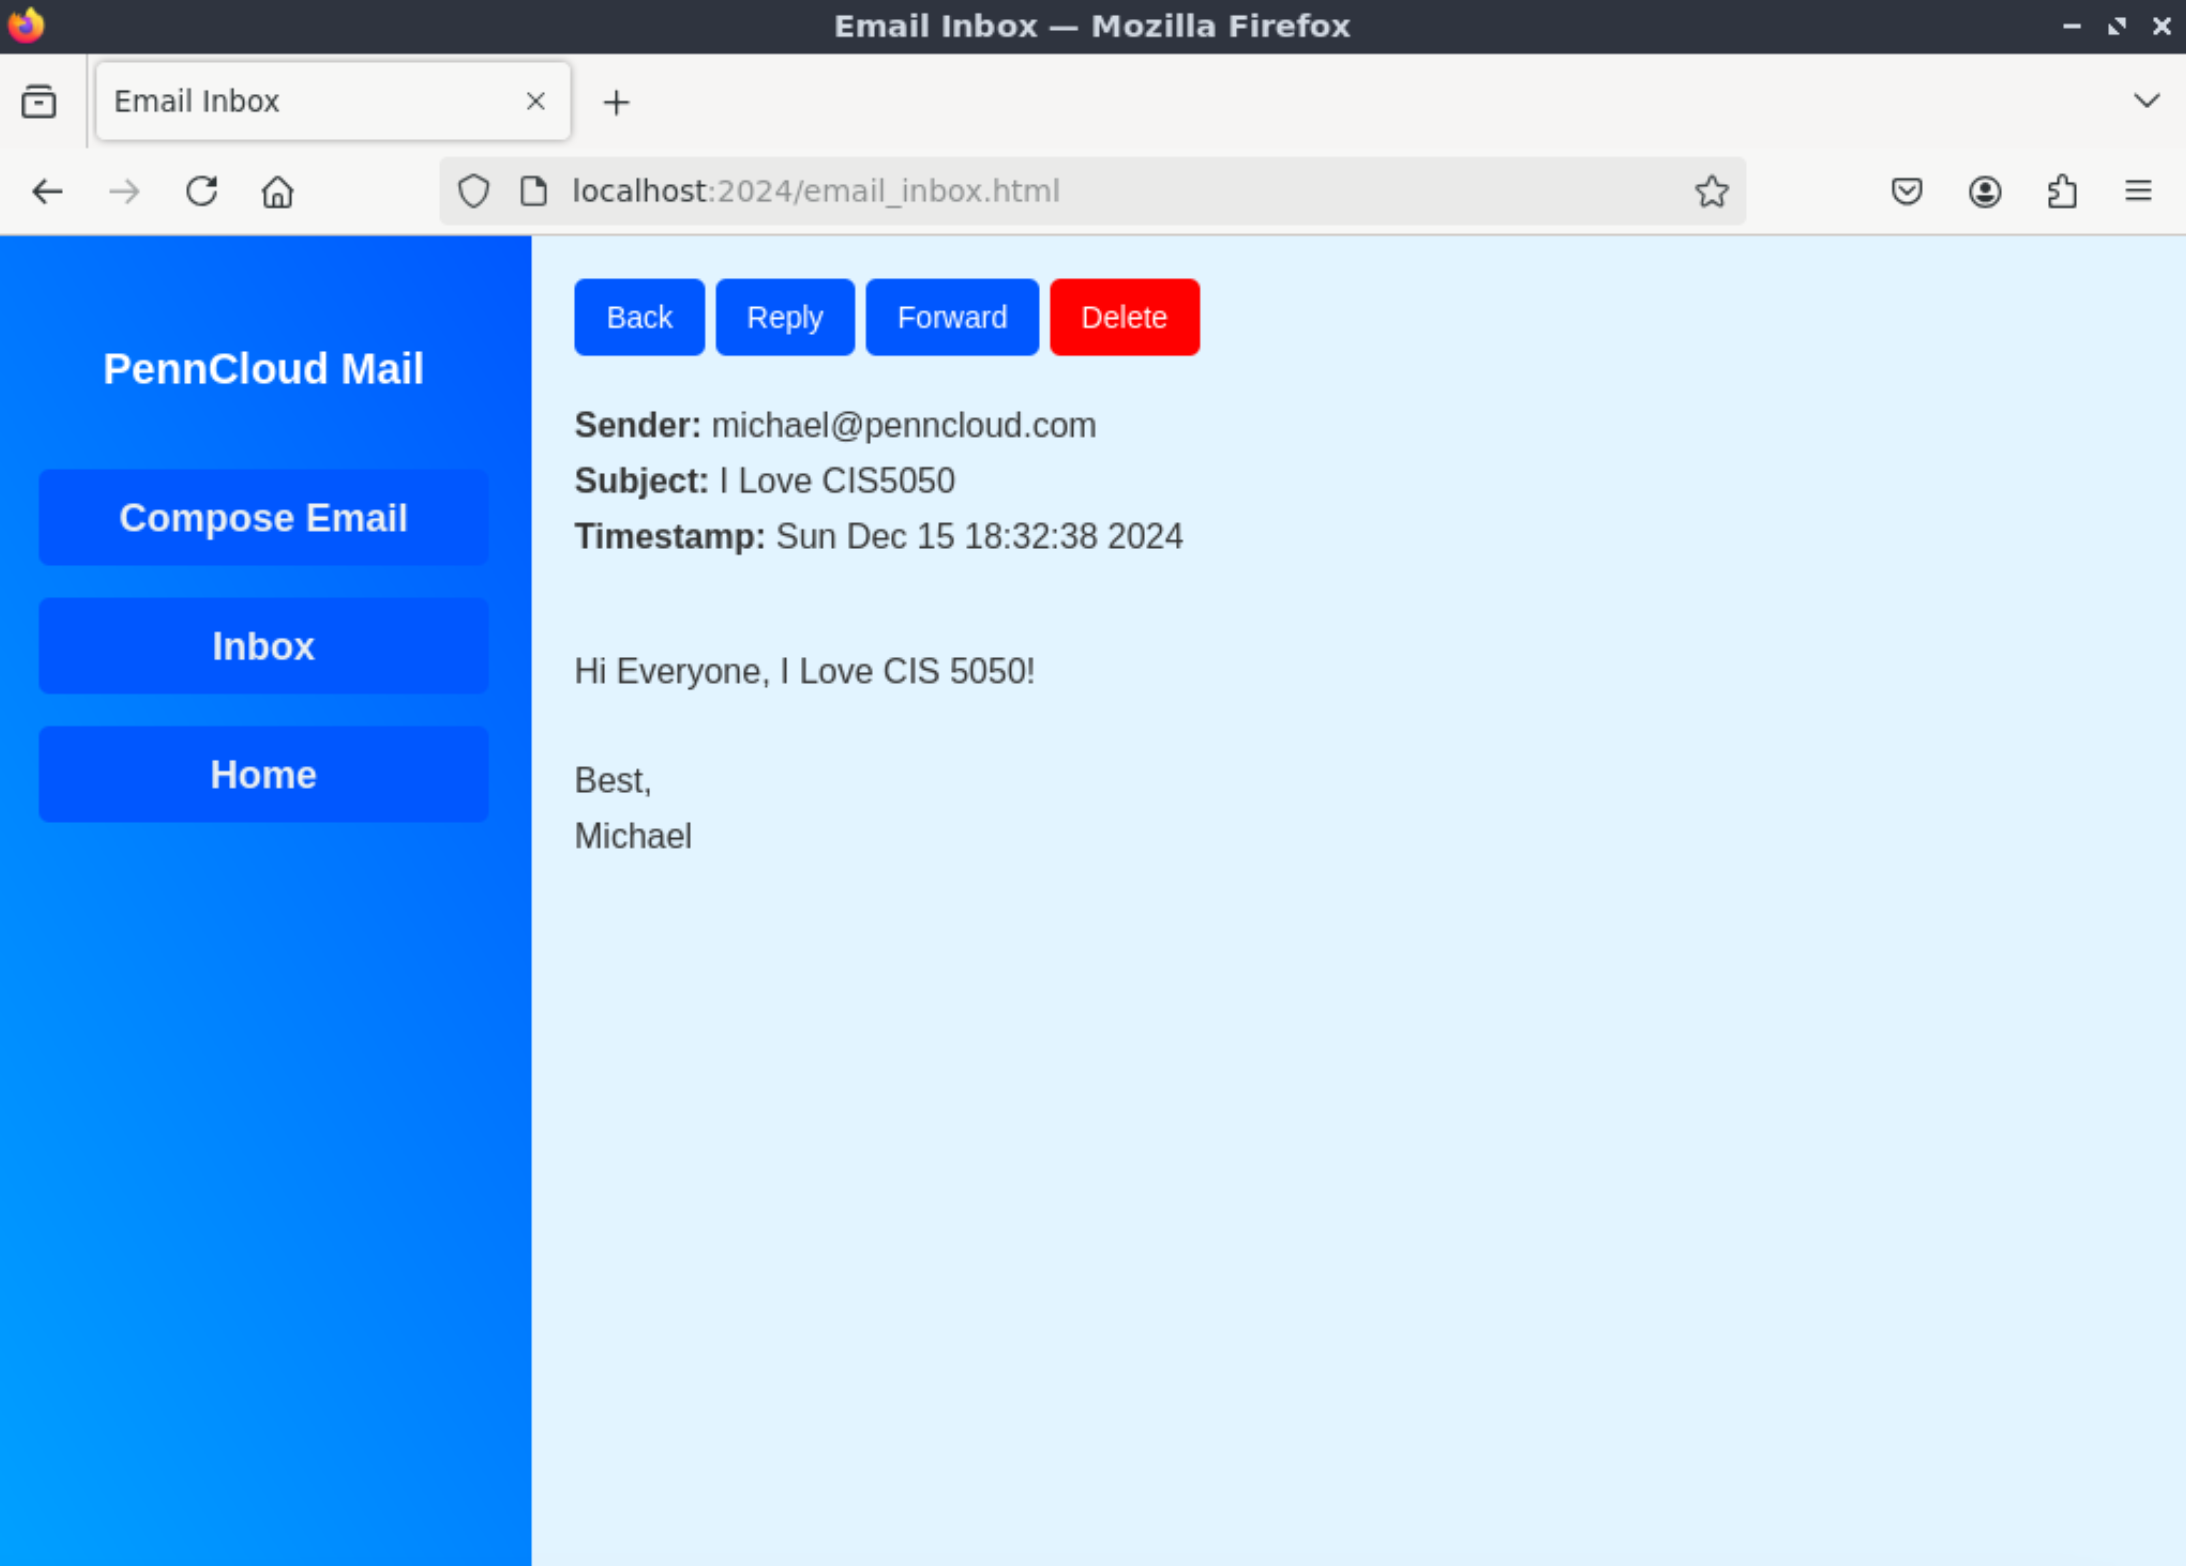 Email Inbox — Mozilla Firefox
Email Inbox
localhost:2024/email_inbox.html
PennCloud Mail
Compose Email
Inbox
Home
Back Reply Forward Delete
Sender: michael@penncloud.com
Subject: I Love CIS5050
Timestamp: Sun Dec 15 18:32:38 2024
Hi Everyone, I Love CIS 5050!
Best,
Michael